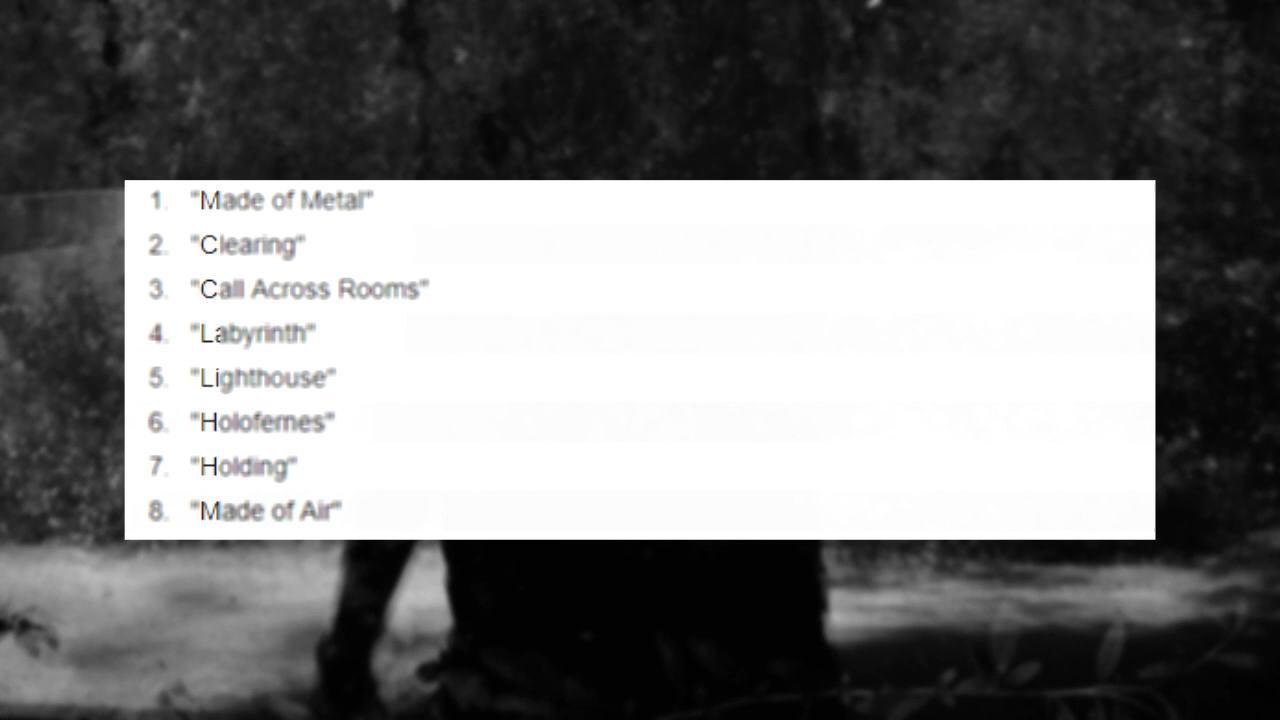 1. "Made of Metal"
2. "Clearing"
3. "Call Across Rooms"
4. "Labyrinth"
5. "Lighthouse"
6. "Holofernes"
7. "Holding"
8. "Made of Air"